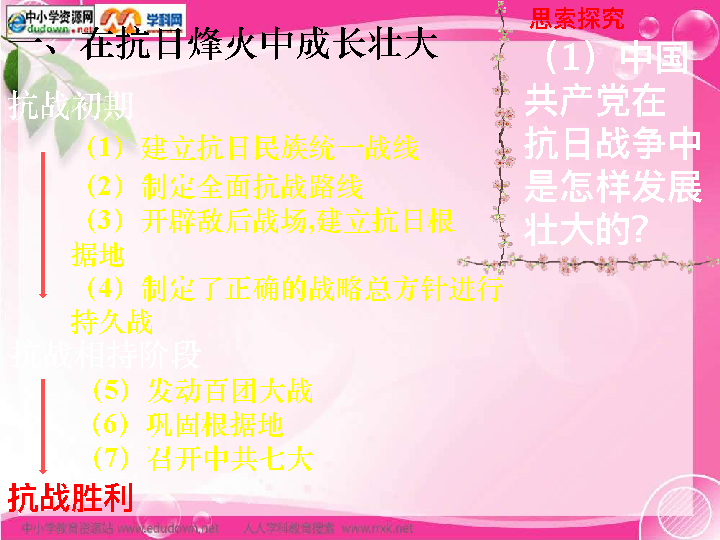 中小学资源网
dudown.net
学科网
一、在抗日烽火中成长壮大
思索探究
（1）中国
共产党在
抗日战争中
是怎样发展
壮大的?
抗战初期
（1）建立抗日民族统一战线
（2）制定全面抗战路线
（3）开辟敌后战场,建立抗日根
据地
（4）制定了正确的战略总方针进行
持久战
抗战相持阶段
（5）发动百团大战
（6）巩固根据地
（7）召开中共七大
抗战胜利
中小学教育资源站 www.edudown.net 人人学科教育搜索 www.rrxk.net